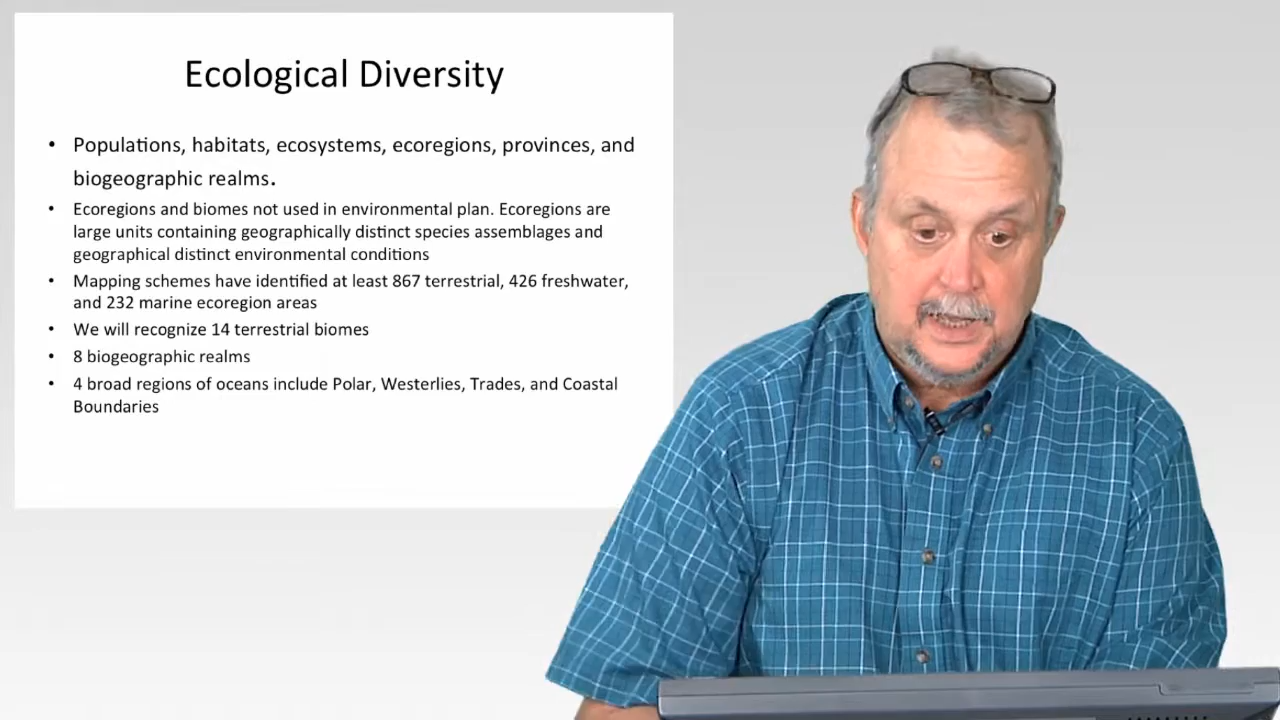 Ecological Diversity
• Populations, habitats, ecosystems, ecoregions, provinces, and
biogeographic realms.
• Ecoregions and biomes not used in environmental plan. Ecoregions are
large units containing geographically distinct species assemblages and
geographical distinct environmental conditions
• Mapping schemes have identified at least 867 terrestrial, 426 freshwater,
and 232 marine ecoregion areas
• We will recognize 14 terrestrial biomes
• 8 biogeographic realms
• 4 broad regions of oceans include Polar, Westerlies, Trades, and Coastal
Boundaries